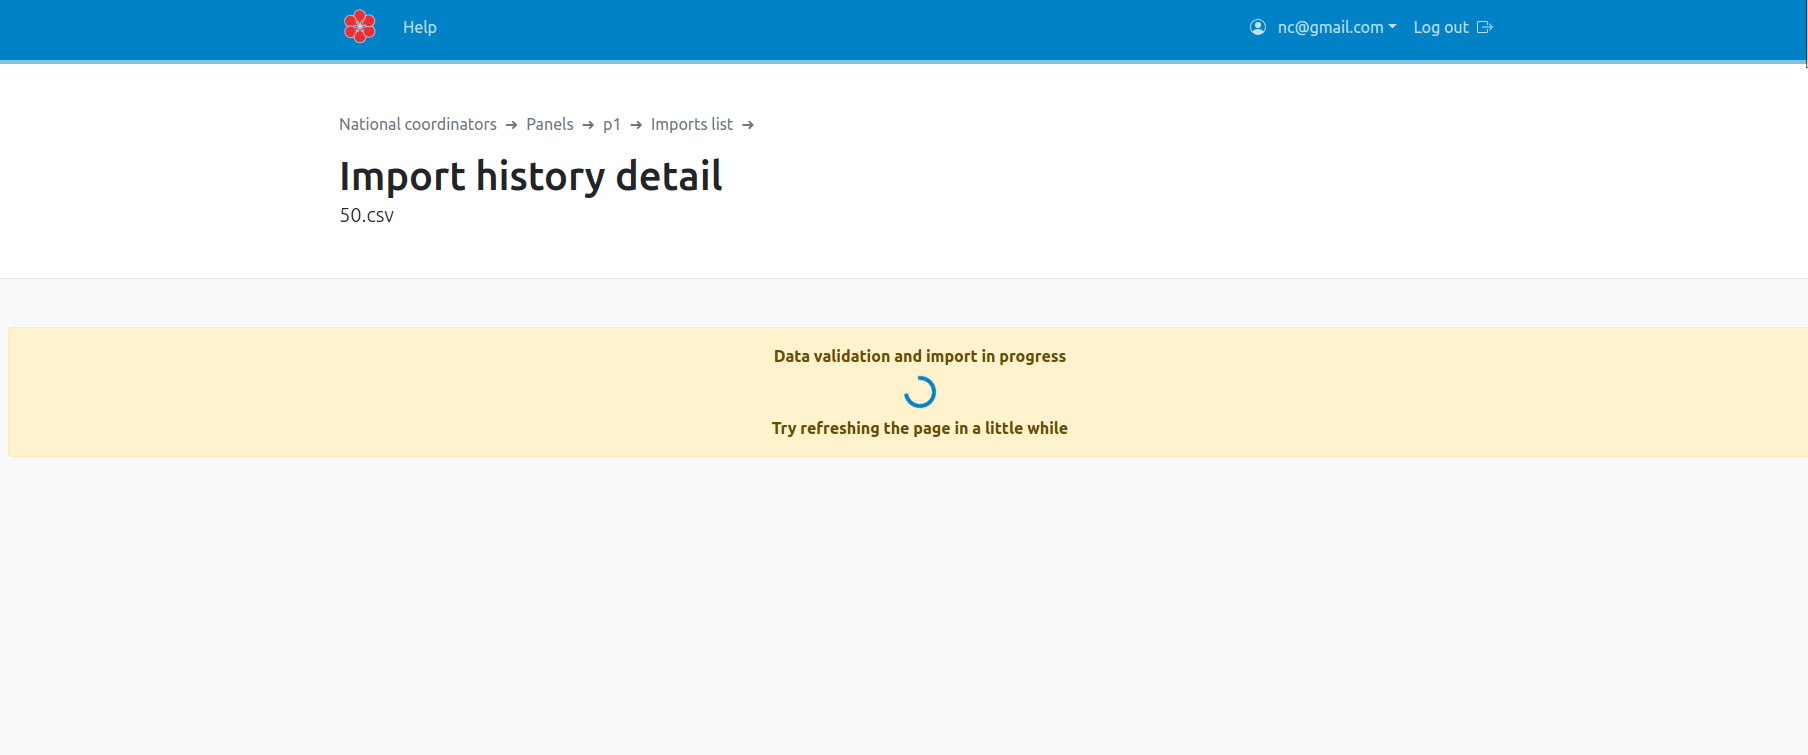 Help
nc@gmail.com Log out
National coordinators → Panels → p1 → Imports list →
Import history detail
50.csv
Data validation and import in progress
Try refreshing the page in a little while